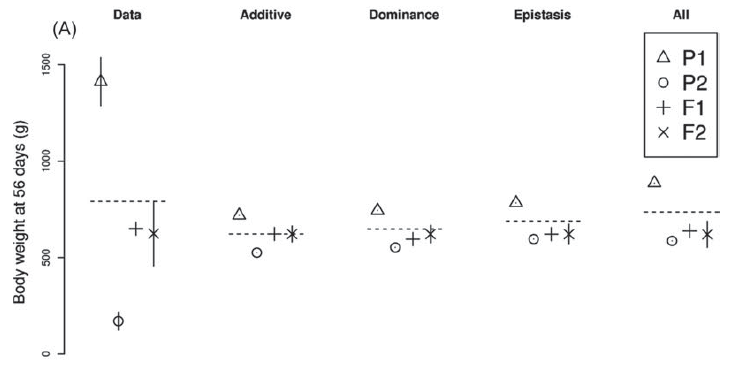 Data Additive Dominance Epistasis All
(A)
P1
P2
F1
F2
Body weight at 56 days (g)
1500
1000
500
0